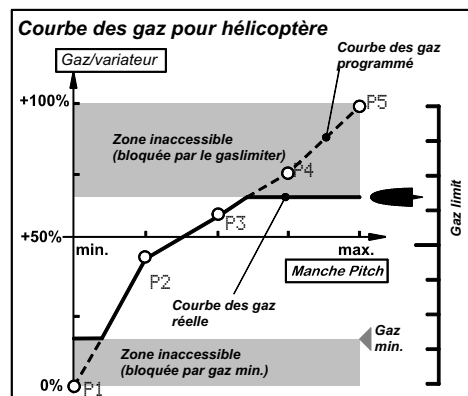 Courbe des gaz pour hélicoptère
Gaz/variateur
Courbe des gaz
programmé
+100%
P5
Zone inaccessible
(bloquée par le gaslimiter)
P4
P3
Gaz limit
+50%
min.
max.
P2
Manche Pitch
Courbe des gaz
réelle
Gaz
min.
Zone inaccessible
(bloquée par gaz min.)
0%
P1